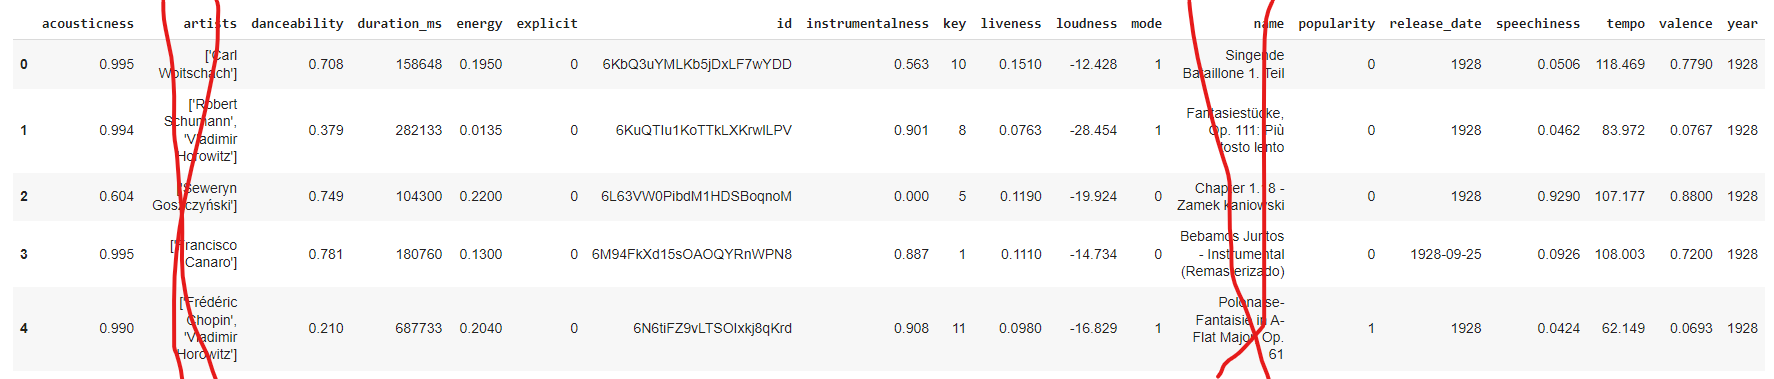 acousticness artists danceability duration_ms energy explicit id instrumentalness key liveness loudness mode name popularity release_date speechiness tempo valence year
0 0.995 ['Carl Woitschach'] 0.708 158648 0.1950 0 6KbQ3uYMLKb5jDxLF7wYDD 0.563 10 0.1510 -12.428 1 Singende Bataillone 1. Teil 0 1928 0.0506 118.469 0.7790 1928
1 0.994 ['Robert Schumann', 'Vladimir Horowitz'] 0.379 282133 0.0135 0 6KuQTIu1KoTTkLXKrwlLPV 0.901 8 0.0763 -28.454 1 Fantasiestücke, Op. 111: Più tosto lento 0 1928 0.0462 83.972 0.0767 1928
2 0.604 ['Seweryn Goszczyński'] 0.749 104300 0.2200 0 6L63VW0PibdM1HDSBoqnoM 0.000 5 0.1190 -19.924 0 Chapter 1.18 - Zamek kaniowski 0 1928 0.9290 107.177 0.8800 1928
3 0.995 ['Francisco Canaro'] 0.781 180760 0.1300 0 6M94FkXd15sOAOQYRnWPN8 0.887 1 0.1110 -14.734 0 Bebamos Juntos - Instrumental (Remasterizado) 0 1928-09-25 0.0926 108.003 0.7200 1928
4 0.990 ['Frédéric Chopin', 'Vladimir Horowitz'] 0.210 687733 0.2040 0 6N6tiFZ9vLTSOIxkj8qKrd 0.908 11 0.0980 -16.829 1 Polonaise-Fantaisie in A-Flat Major, Op. 61 1 1928 0.0424 62.149 0.0693 1928